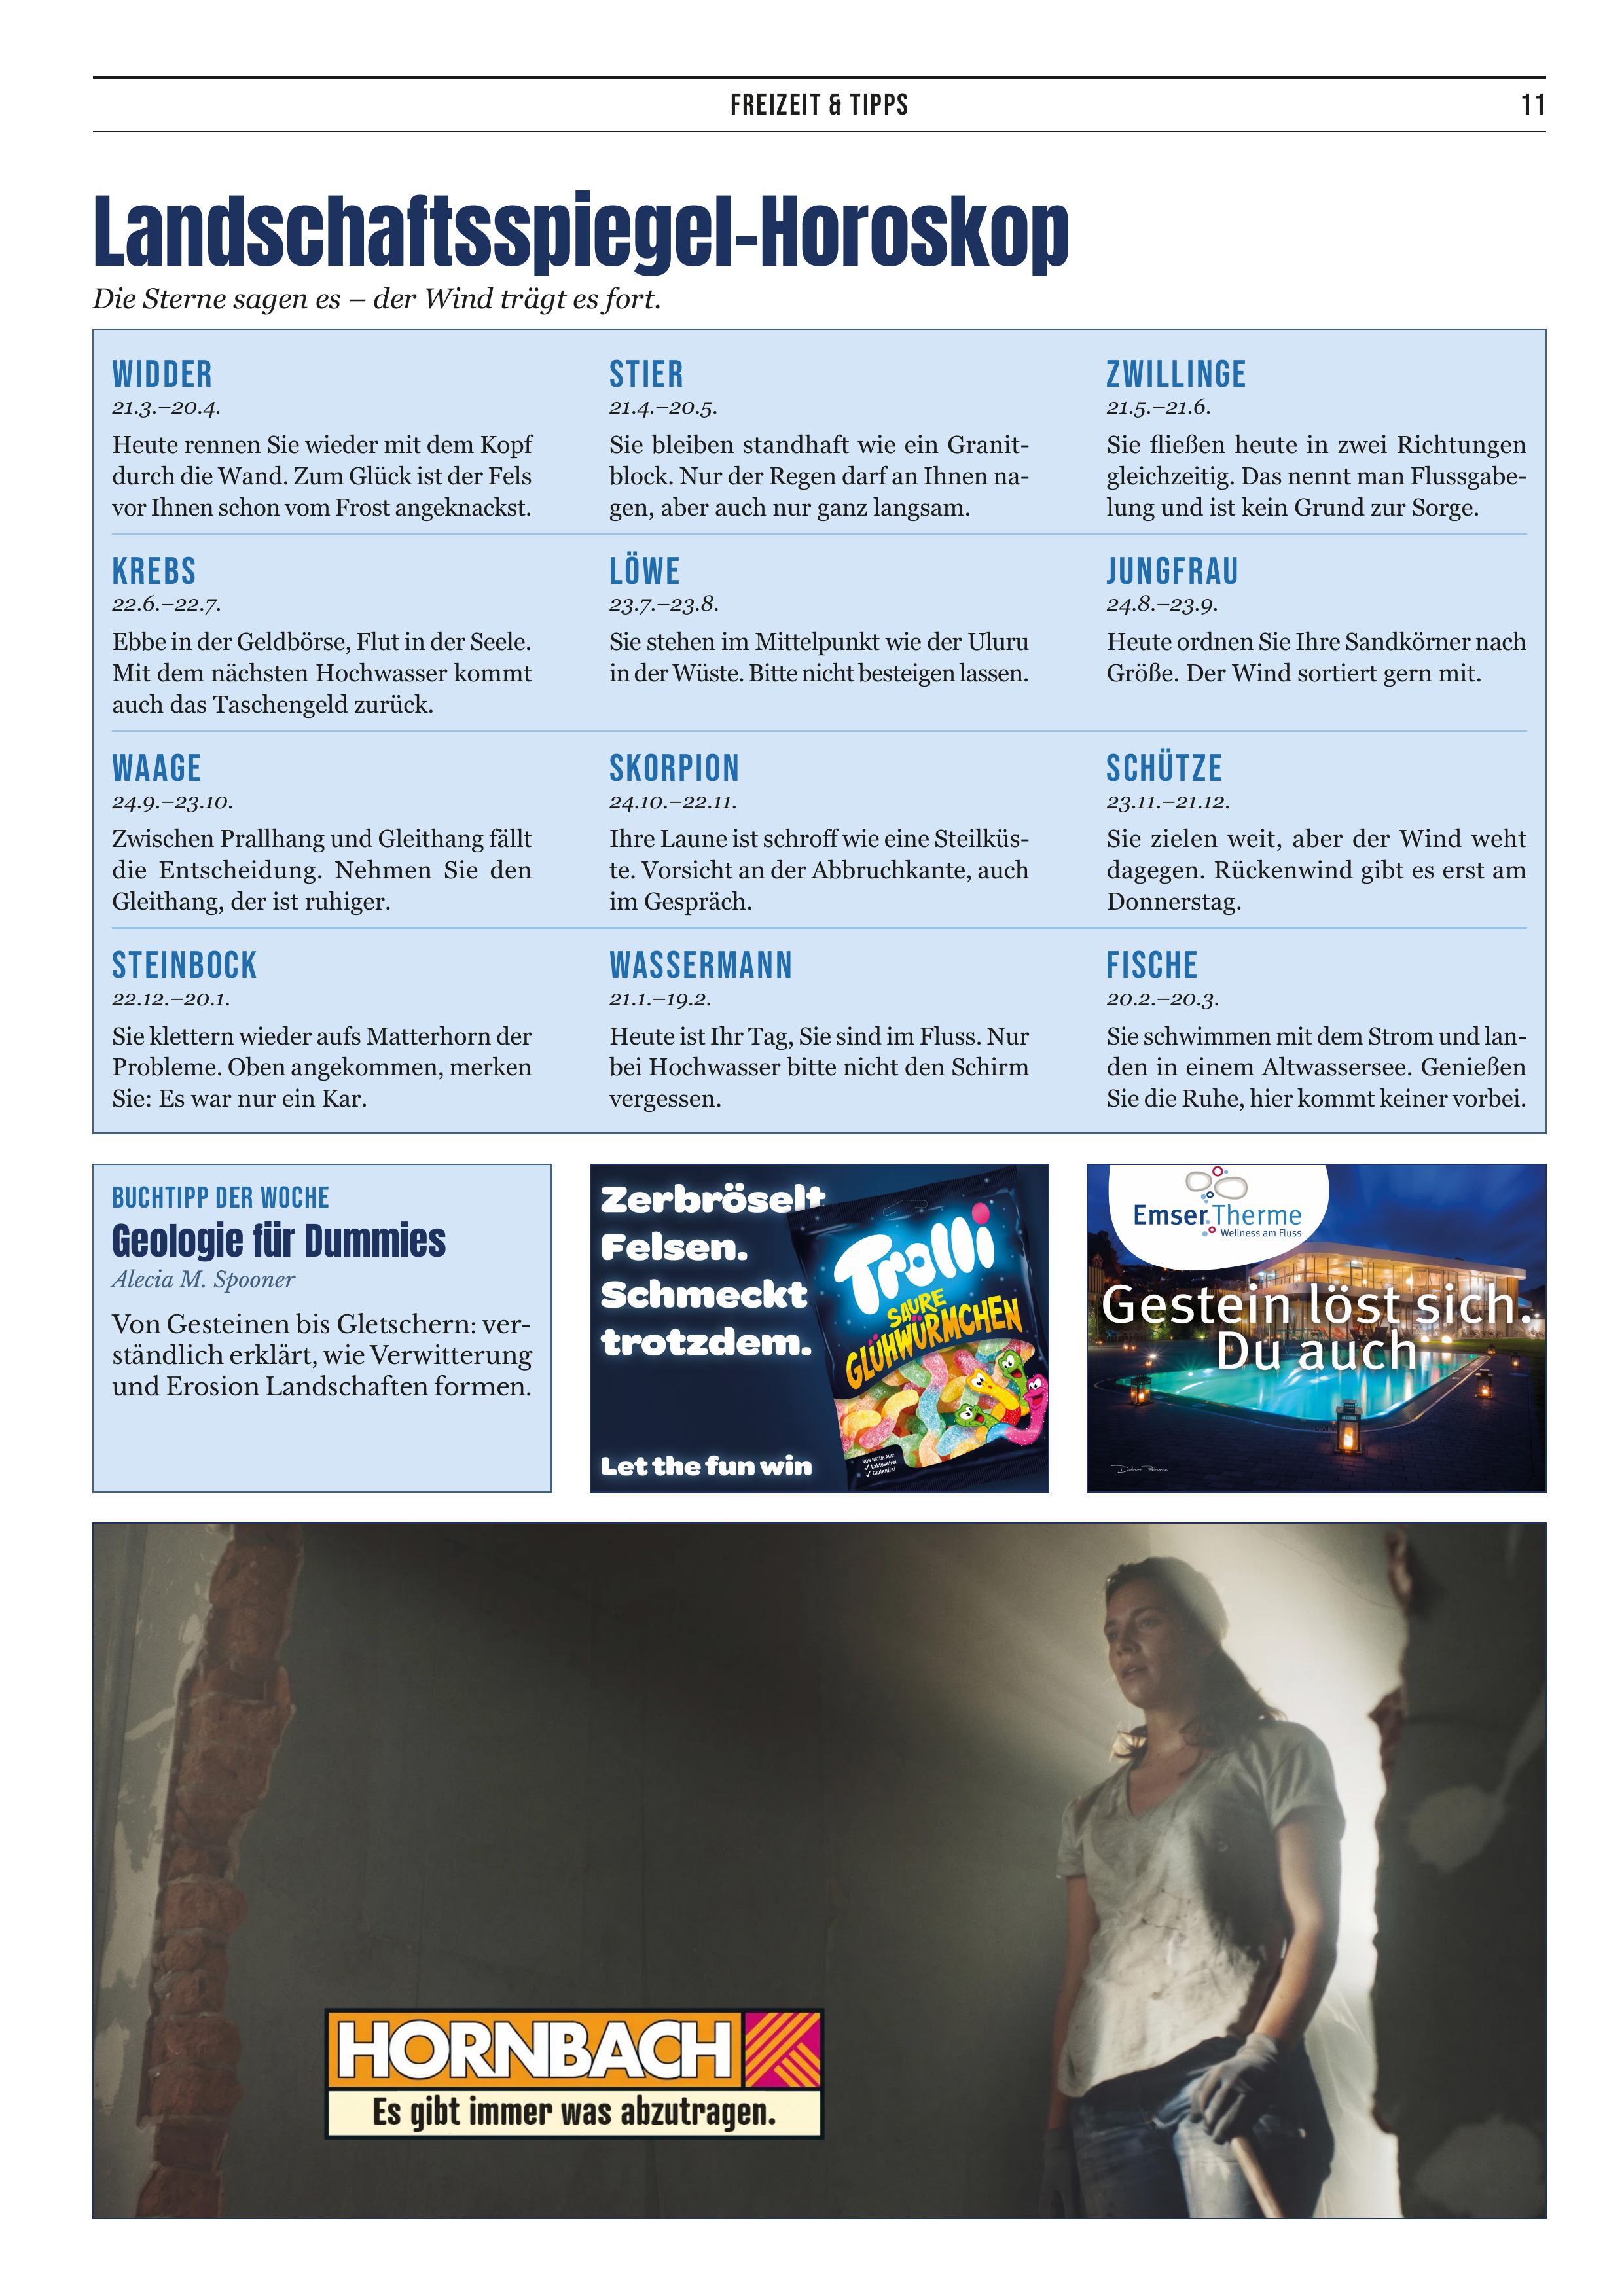 FREIZEIT & TIPPS
11
Landschaftsspiegel-Horoskop
Die Sterne sagen es – der Wind trägt es fort.
WIDDER
21.3.–20.4.
Heute rennen Sie wieder mit dem Kopf
durch die Wand. Zum Glück ist der Fels
vor Ihnen schon vom Frost angeknackst.
STIER
21.4.–20.5.
Sie bleiben standhaft wie ein Granit-
block. Nur der Regen darf an Ihnen na-
gen, aber auch nur ganz langsam.
ZWILLINGE
21.5.–21.6.
Sie fließen heute in zwei Richtungen
gleichzeitig. Das nennt man Flussgabe-
lung und ist kein Grund zur Sorge.
KREBS
22.6.–22.7.
Ebbe in der Geldbörse, Flut in der Seele.
Mit dem nächsten Hochwasser kommt
auch das Taschengeld zurück.
LÖWE
23.7.–23.8.
Sie stehen im Mittelpunkt wie der Uluru
in der Wüste. Bitte nicht besteigen lassen.
JUNGFRAU
24.8.–23.9.
Heute ordnen Sie Ihre Sandkörner nach
Größe. Der Wind sortiert gern mit.
WAAGE
24.9.–23.10.
Zwischen Prallhang und Gleithang fällt
die Entscheidung. Nehmen Sie den
Gleithang, der ist ruhiger.
SKORPION
24.10.–22.11.
Ihre Laune ist schroff wie eine Steilküs-
te. Vorsicht an der Abbruchkante, auch
im Gespräch.
SCHÜTZE
23.11.–21.12.
Sie zielen weit, aber der Wind weht
dagegen. Rückenwind gibt es erst am
Donnerstag.
STEINBOCK
22.12.–20.1.
Sie klettern wieder aufs Matterhorn der
Probleme. Oben angekommen, merken
Sie: Es war nur ein Kar.
WASSERMANN
21.1.–19.2.
Heute ist Ihr Tag, Sie sind im Fluss. Nur
bei Hochwasser bitte nicht den Schirm
vergessen.
FISCHE
20.2.–20.3.
Sie schwimmen mit dem Strom und lan-
den in einem Altwassersee. Genießen
Sie die Ruhe, hier kommt keiner vorbei.
BUCHTIPP DER WOCHE
Geologie für Dummies
Alecia M. Spooner
Von Gesteinen bis Gletschern: ver-
ständlich erklärt, wie Verwitterung
und Erosion Landschaften formen.
Zerbröselt
Felsen.
Schmeckt
trotzdem.
Let the fun win
Trolli
SAURE
GLÜHWÜRMCHEN
VON NATUR AUS:
✓ Laktosefrei
✓ Glutenfrei
Emser Therme
Wellness am Fluss
Gestein löst sich.
Du auch
HORNBACH
Es gibt immer was abzutragen.